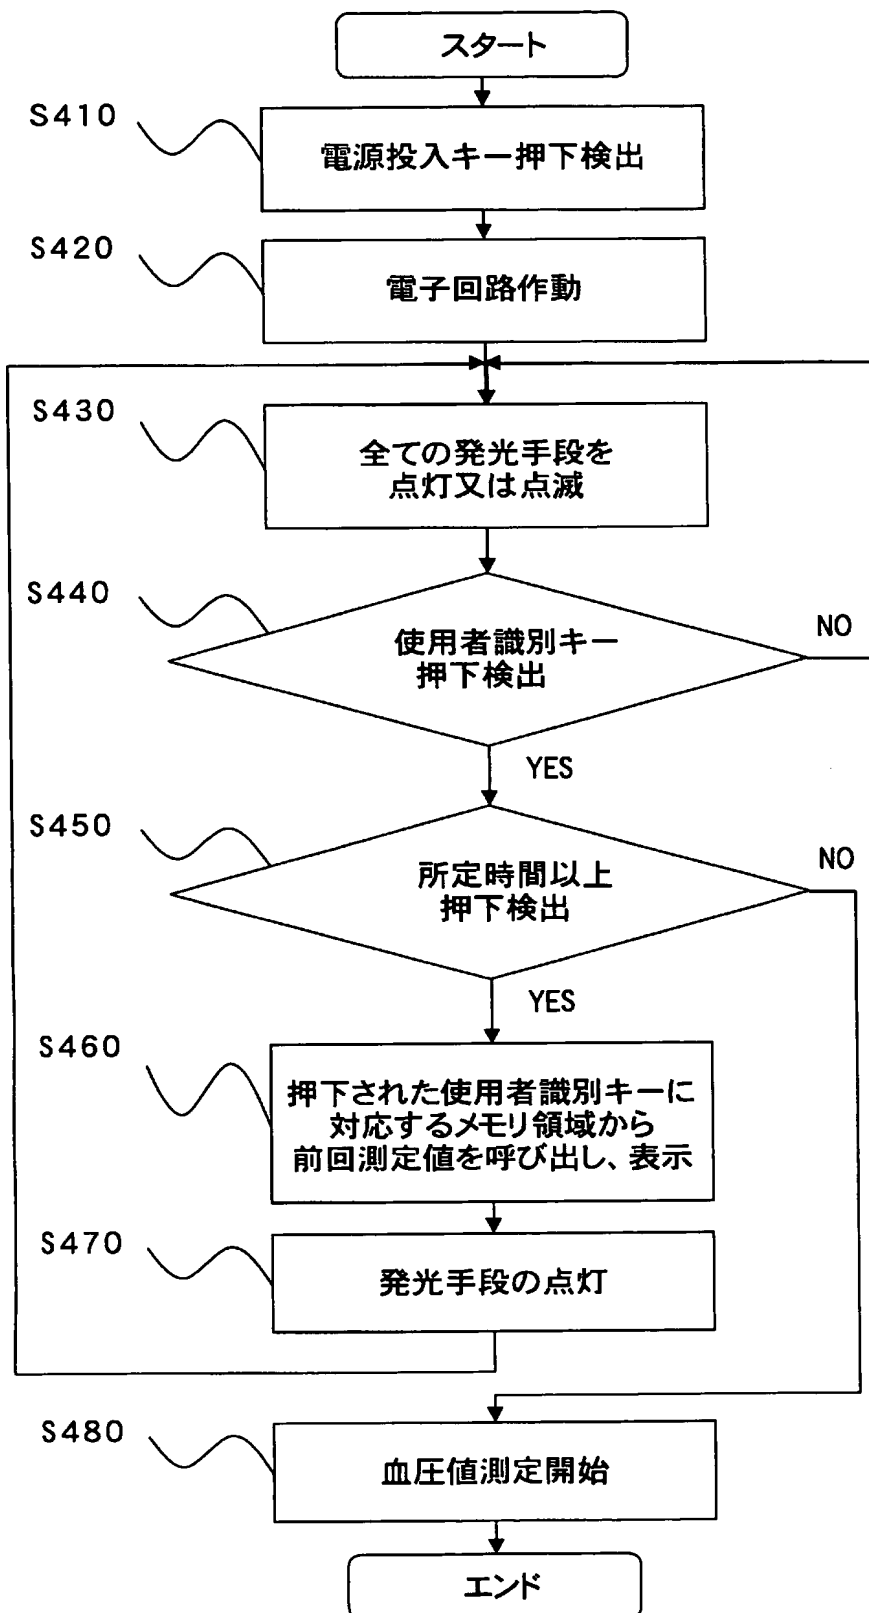 スタート
S410
電源投入キー押下検出
S420
電子回路作動
S430
全ての発光手段を
点灯又は点滅
S440
使用者識別キー
押下検出
NO
YES
S450
所定時間以上
押下検出
NO
YES
S460
押下された使用者識別キーに
対応するメモリ領域から
前回測定値を呼び出し、表示
S470
発光手段の点灯
S480
血圧値測定開始
エンド